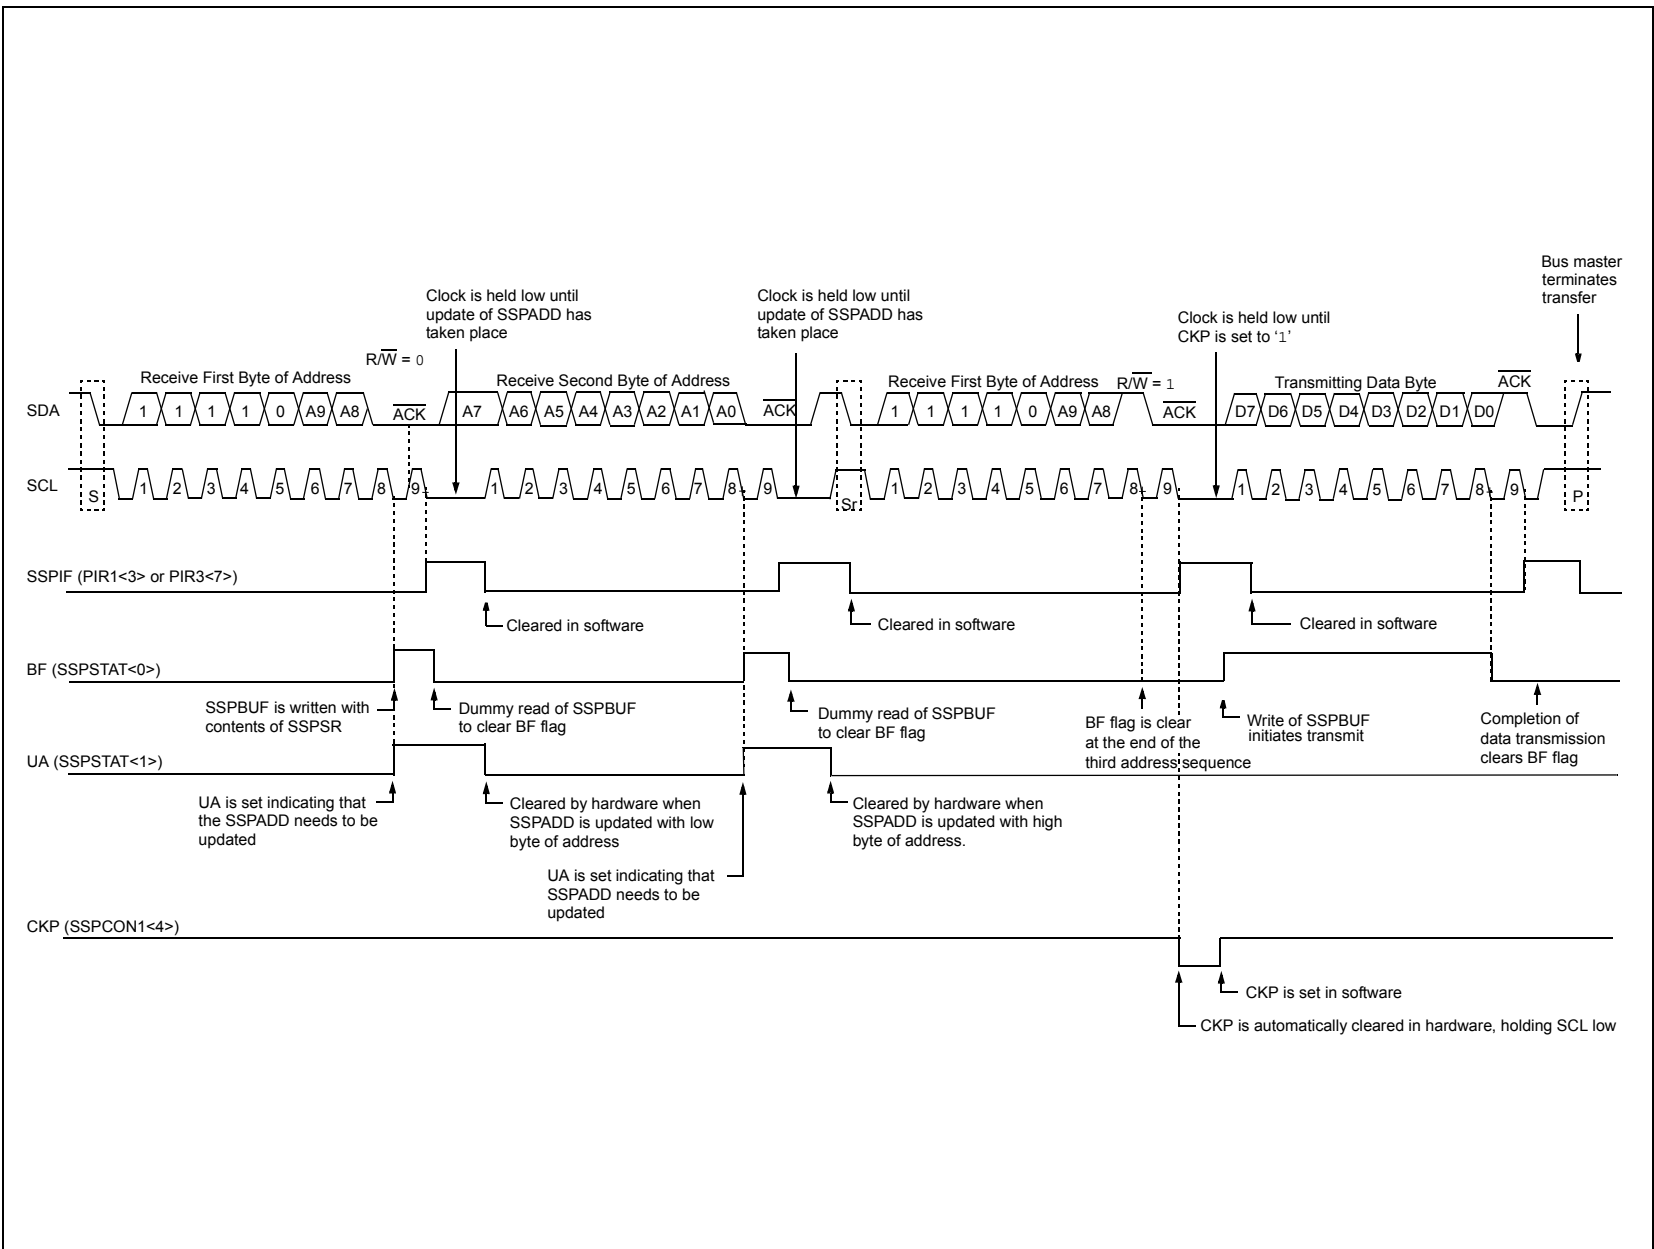 Bus master
terminates
transfer
Clock is held low until
update of SSPADD has
taken place
Clock is held low until
update of SSPADD has
taken place
Clock is held low until
CKP is set to ‘1’
R/W = 0
Receive First Byte of Address
Receive Second Byte of Address
Receive First Byte of Address
R/W = 1
Transmitting Data Byte
ACK
SDA
1 1 1 1 0 A9 A8 ACK A7 A6 A5 A4 A3 A2 A1 A0 ACK 1 1 1 1 0 A9 A8 ACK D7 D6 D5 D4 D3 D2 D1 D0
SCL
S 1 2 3 4 5 6 7 8 9 1 2 3 4 5 6 7 8 9 Sr 1 2 3 4 5 6 7 8 9 1 2 3 4 5 6 7 8 9 P
SSPIF (PIR1<3> or PIR3<7>)
Cleared in software
Cleared in software
Cleared in software
BF (SSPSTAT<0>)
SSPBUF is written with
contents of SSPSR
Dummy read of SSPBUF
to clear BF flag
Dummy read of SSPBUF
to clear BF flag
BF flag is clear
at the end of the
third address sequence
Write of SSPBUF
initiates transmit
Completion of
data transmission
clears BF flag
UA (SSPSTAT<1>)
UA is set indicating that
the SSPADD needs to be
updated
Cleared by hardware when
SSPADD is updated with low
byte of address
UA is set indicating that
SSPADD needs to be
updated
Cleared by hardware when
SSPADD is updated with high
byte of address.
CKP (SSPCON1<4>)
CKP is set in software
CKP is automatically cleared in hardware, holding SCL low